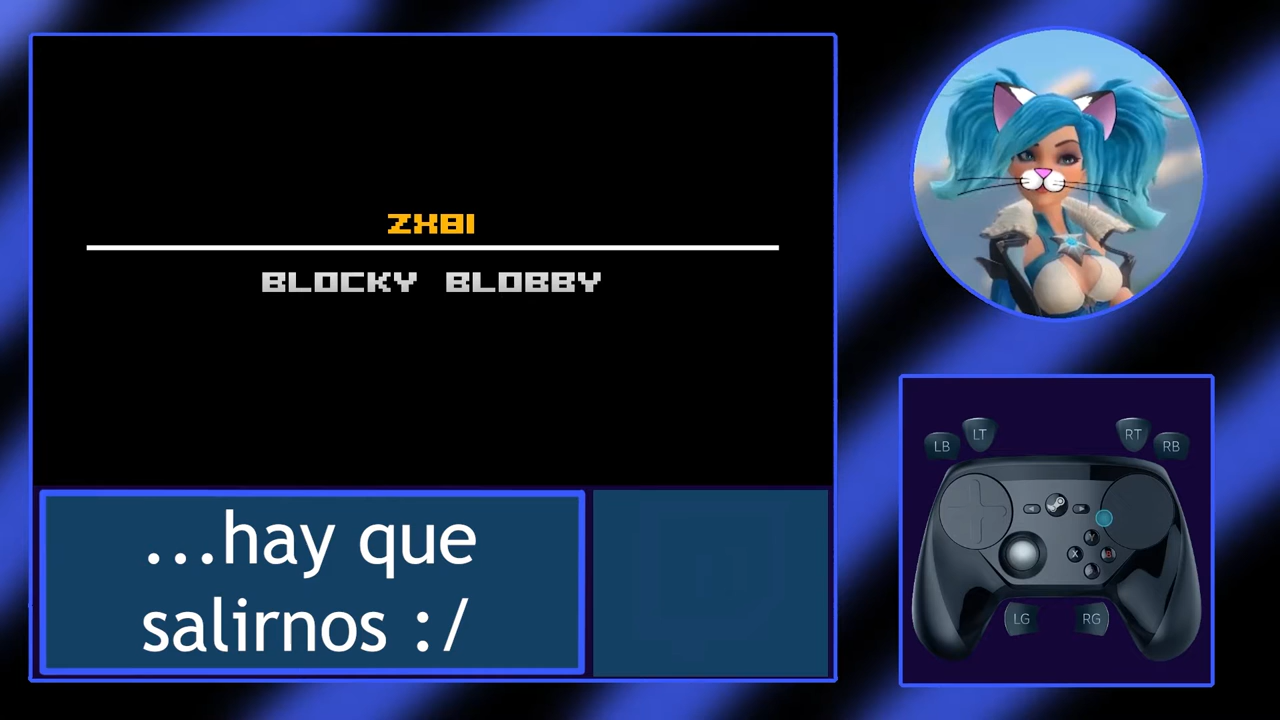 ZX81
BLOCKY BLOBBY
...hay que
salirnos :/
LB
LT
RT
RB
Y
X
B
LG
RG